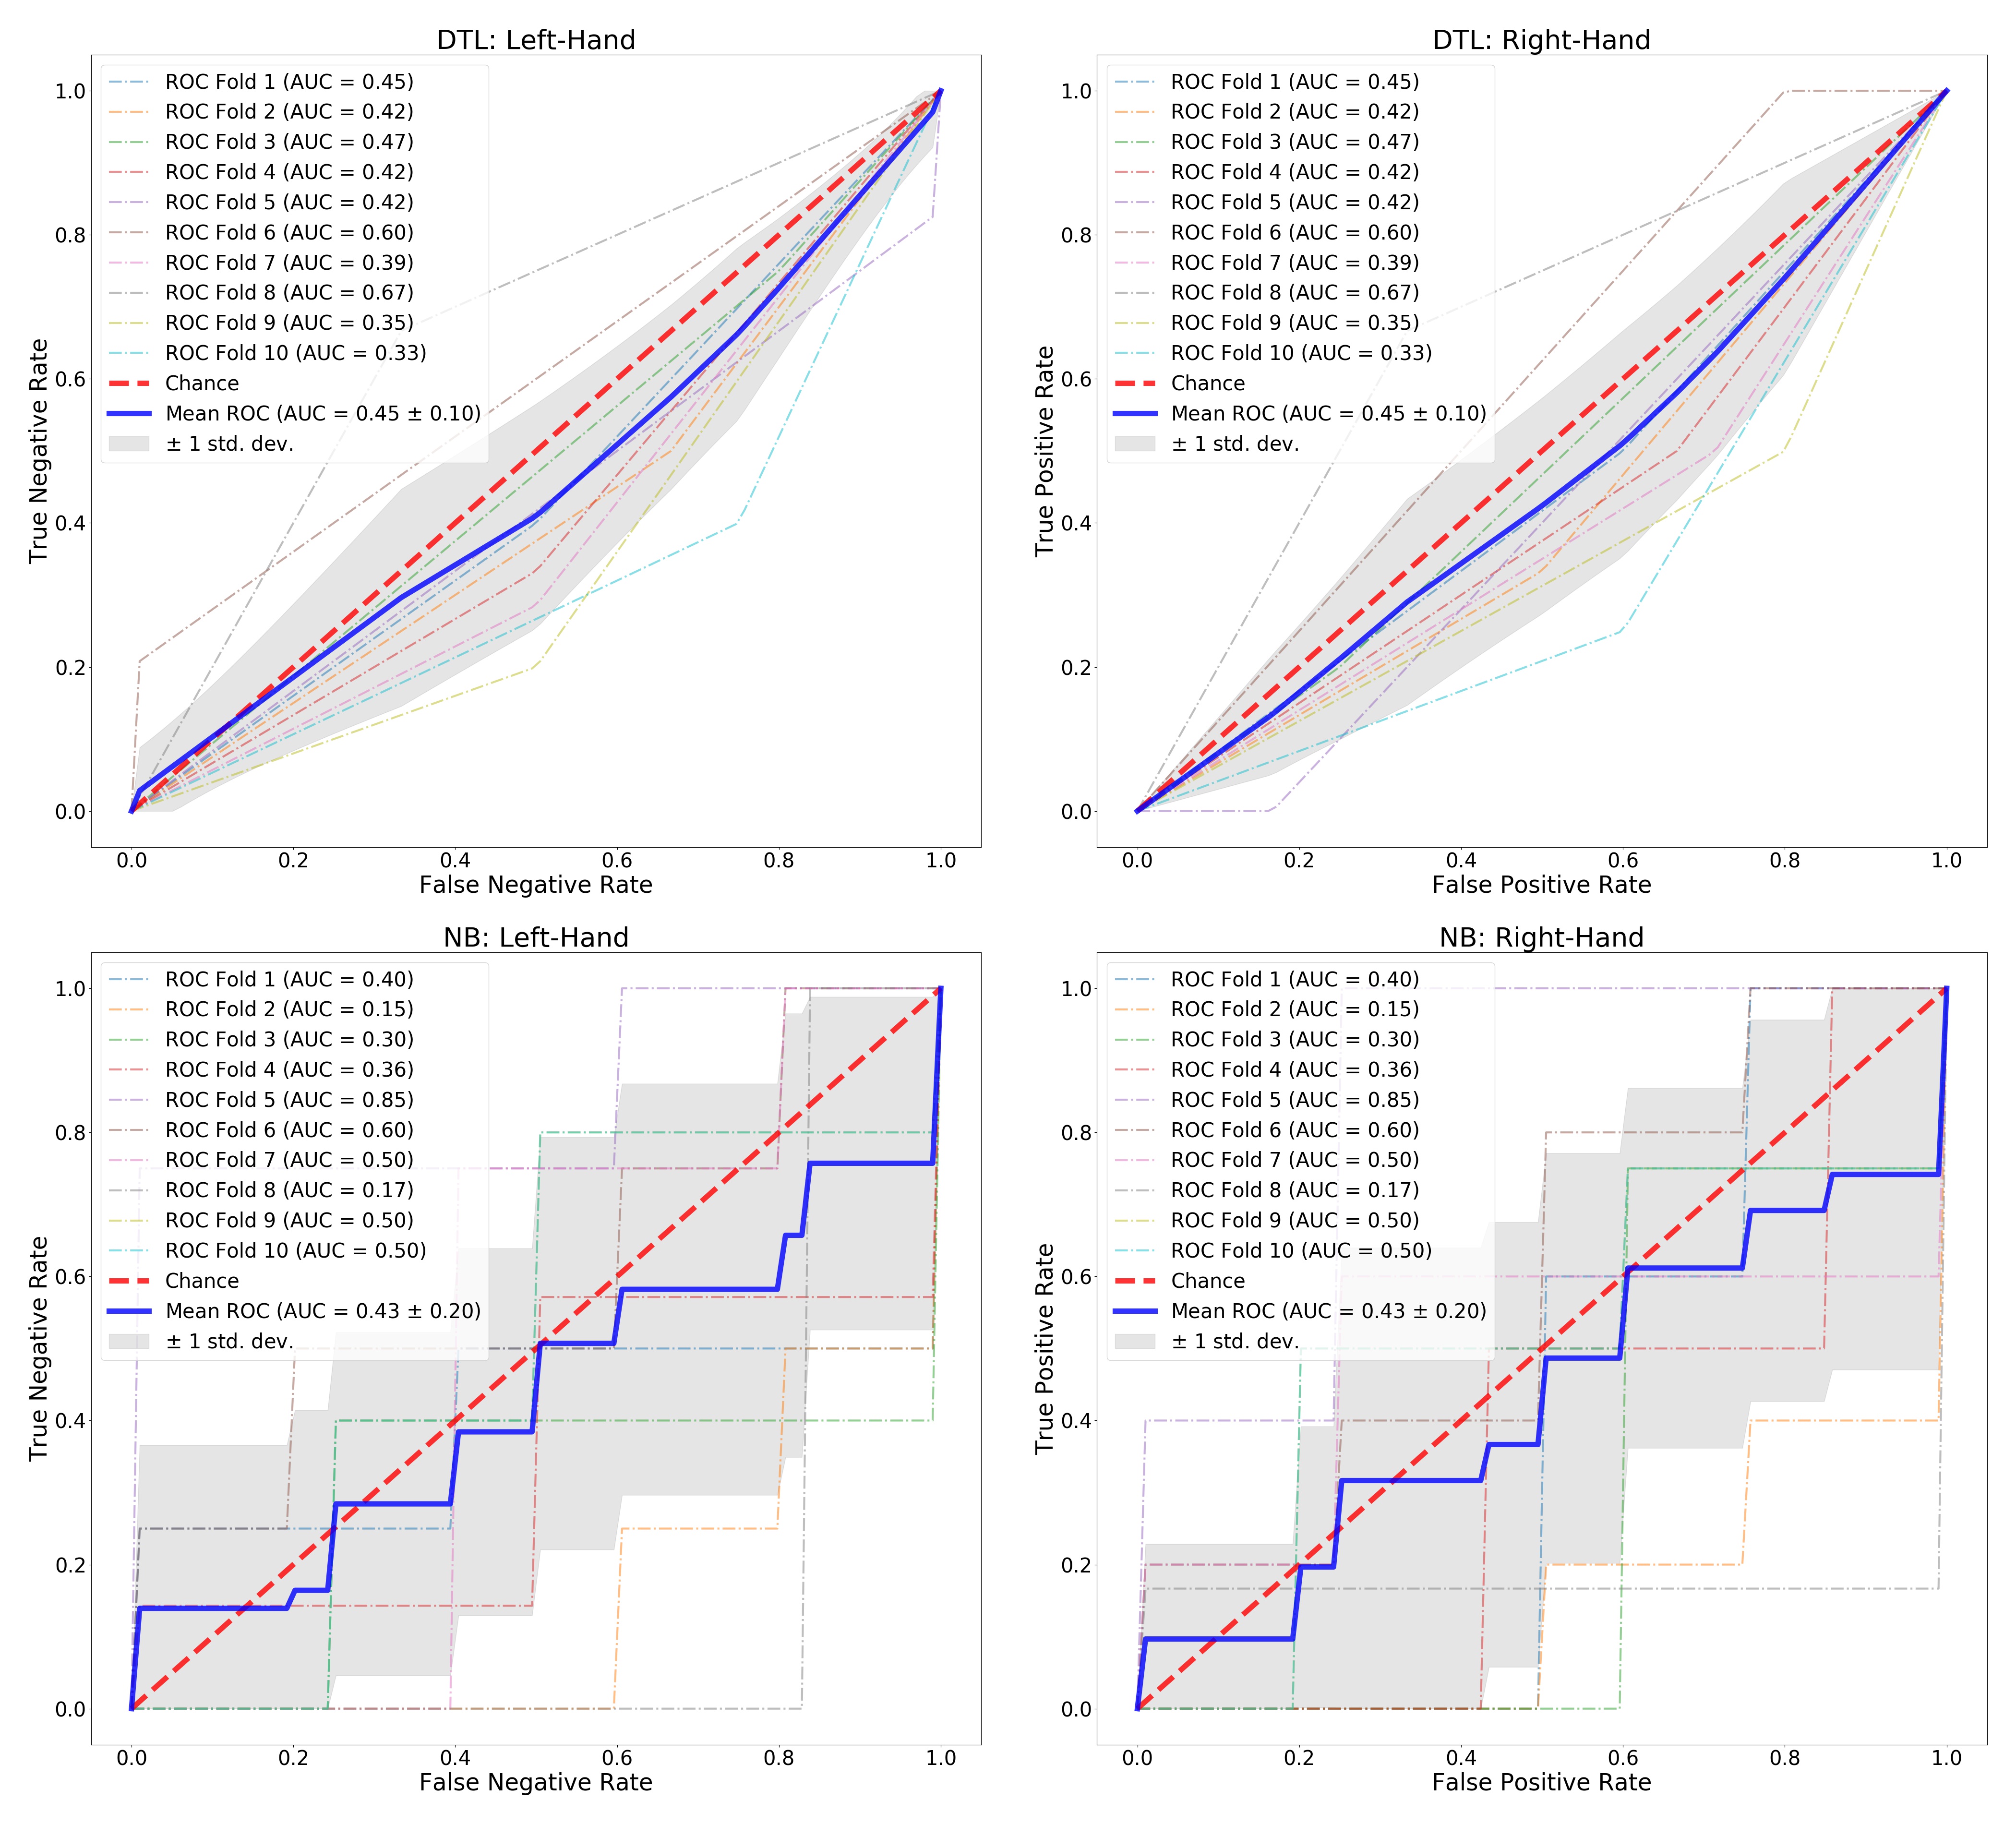 DTL: Left-Hand
ROC Fold 1 (AUC = 0.45)
ROC Fold 2 (AUC = 0.42)
ROC Fold 3 (AUC = 0.47)
ROC Fold 4 (AUC = 0.42)
ROC Fold 5 (AUC = 0.42)
ROC Fold 6 (AUC = 0.60)
ROC Fold 7 (AUC = 0.39)
ROC Fold 8 (AUC = 0.67)
ROC Fold 9 (AUC = 0.35)
ROC Fold 10 (AUC = 0.33)
Chance
Mean ROC (AUC = 0.45 ± 0.10)
± 1 std. dev.
True Negative Rate
1.0
0.8
0.6
0.4
0.2
0.0
0.0 0.2 0.4 0.6 0.8 1.0
False Negative Rate
DTL: Right-Hand
ROC Fold 1 (AUC = 0.45)
ROC Fold 2 (AUC = 0.42)
ROC Fold 3 (AUC = 0.47)
ROC Fold 4 (AUC = 0.42)
ROC Fold 5 (AUC = 0.42)
ROC Fold 6 (AUC = 0.60)
ROC Fold 7 (AUC = 0.39)
ROC Fold 8 (AUC = 0.67)
ROC Fold 9 (AUC = 0.35)
ROC Fold 10 (AUC = 0.33)
Chance
Mean ROC (AUC = 0.45 ± 0.10)
± 1 std. dev.
True Positive Rate
1.0
0.8
0.6
0.4
0.2
0.0
0.0 0.2 0.4 0.6 0.8 1.0
False Positive Rate
NB: Left-Hand
ROC Fold 1 (AUC = 0.40)
ROC Fold 2 (AUC = 0.15)
ROC Fold 3 (AUC = 0.30)
ROC Fold 4 (AUC = 0.36)
ROC Fold 5 (AUC = 0.85)
ROC Fold 6 (AUC = 0.60)
ROC Fold 7 (AUC = 0.50)
ROC Fold 8 (AUC = 0.17)
ROC Fold 9 (AUC = 0.50)
ROC Fold 10 (AUC = 0.50)
Chance
Mean ROC (AUC = 0.43 ± 0.20)
± 1 std. dev.
True Negative Rate
1.0
0.8
0.6
0.4
0.2
0.0
0.0 0.2 0.4 0.6 0.8 1.0
False Negative Rate
NB: Right-Hand
ROC Fold 1 (AUC = 0.40)
ROC Fold 2 (AUC = 0.15)
ROC Fold 3 (AUC = 0.30)
ROC Fold 4 (AUC = 0.36)
ROC Fold 5 (AUC = 0.85)
ROC Fold 6 (AUC = 0.60)
ROC Fold 7 (AUC = 0.50)
ROC Fold 8 (AUC = 0.17)
ROC Fold 9 (AUC = 0.50)
ROC Fold 10 (AUC = 0.50)
Chance
Mean ROC (AUC = 0.43 ± 0.20)
± 1 std. dev.
True Positive Rate
1.0
0.8
0.6
0.4
0.2
0.0
0.0 0.2 0.4 0.6 0.8 1.0
False Positive Rate